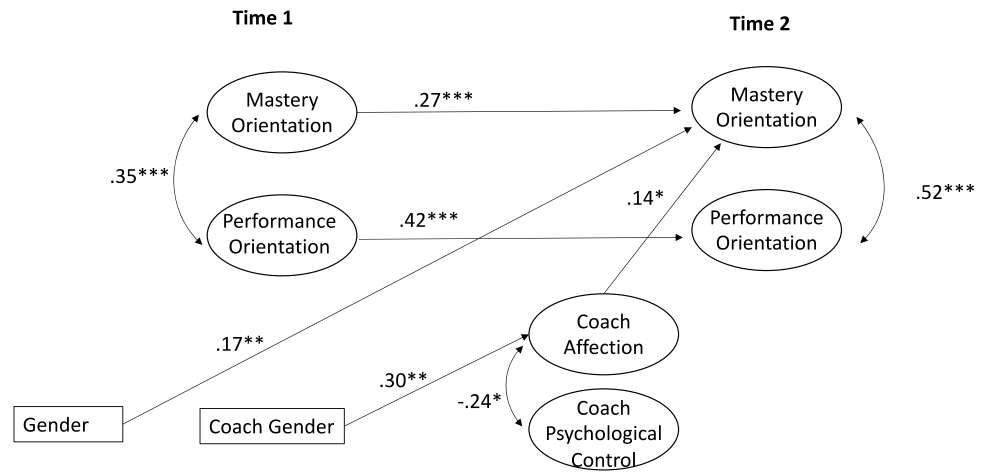 Time 1
Time 2
Mastery
Orientation
.27***
Mastery
Orientation
.35***
.14*
.52***
Performance
Orientation
.42***
Performance
Orientation
.17**
Coach
Affection
.30**
-.24*
Gender
Coach Gender
Coach
Psychological
Control